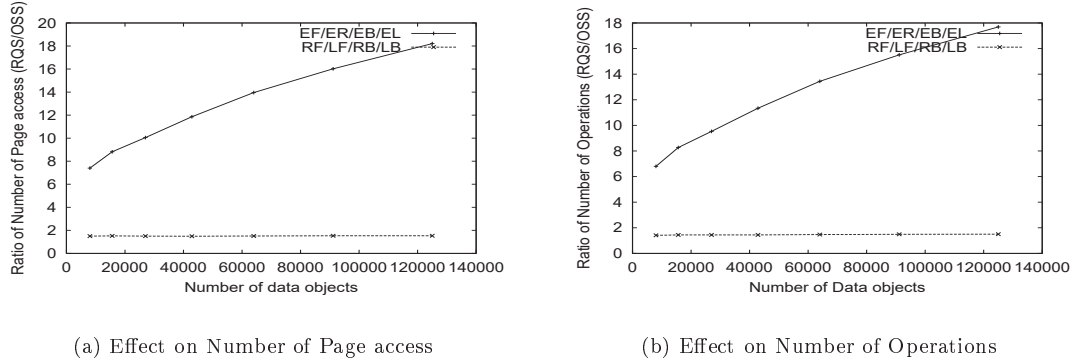 20
18
16
14
12
10
8
6
4
2
0
Ratio of Number of Page access (RQS/OSS)
EF/ER/EB/EL
RF/LF/RB/LB
0 20000 40000 60000 80000 100000 120000 140000
Number of data objects
(a) Effect on Number of Page access
18
16
14
12
10
8
6
4
2
0
Ratio of Number of Operations (RQS/OSS)
EF/ER/EB/EL
RF/LF/RB/LB
0 20000 40000 60000 80000 100000 120000 140000
Number of Data objects
(b) Effect on Number of Operations